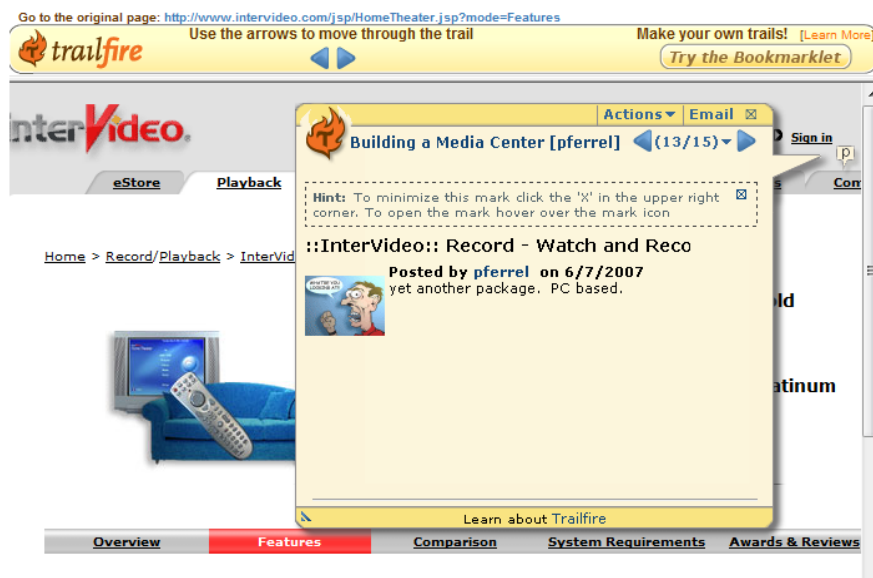 Go to the original page: http://www.intervideo.com/jsp/HomeTheater.jsp?mode=Features
trailfire
Use the arrows to move through the trail
Make your own trails! [Learn More]
Try the Bookmarklet
InterVideo.
Actions Email
Building a Media Center [pferrel] (13/15)
Sign in
p
eStore Playback
Hint: To minimize this mark click the 'X' in the upper right
corner. To open the mark hover over the mark icon
::InterVideo:: Record - Watch and Reco
Home > Record/Playback > InterVid
Posted by pferrel on 6/7/2007
yet another package. PC based.
Learn about Trailfire
Overview Features Comparison System Requirements Awards & Reviews